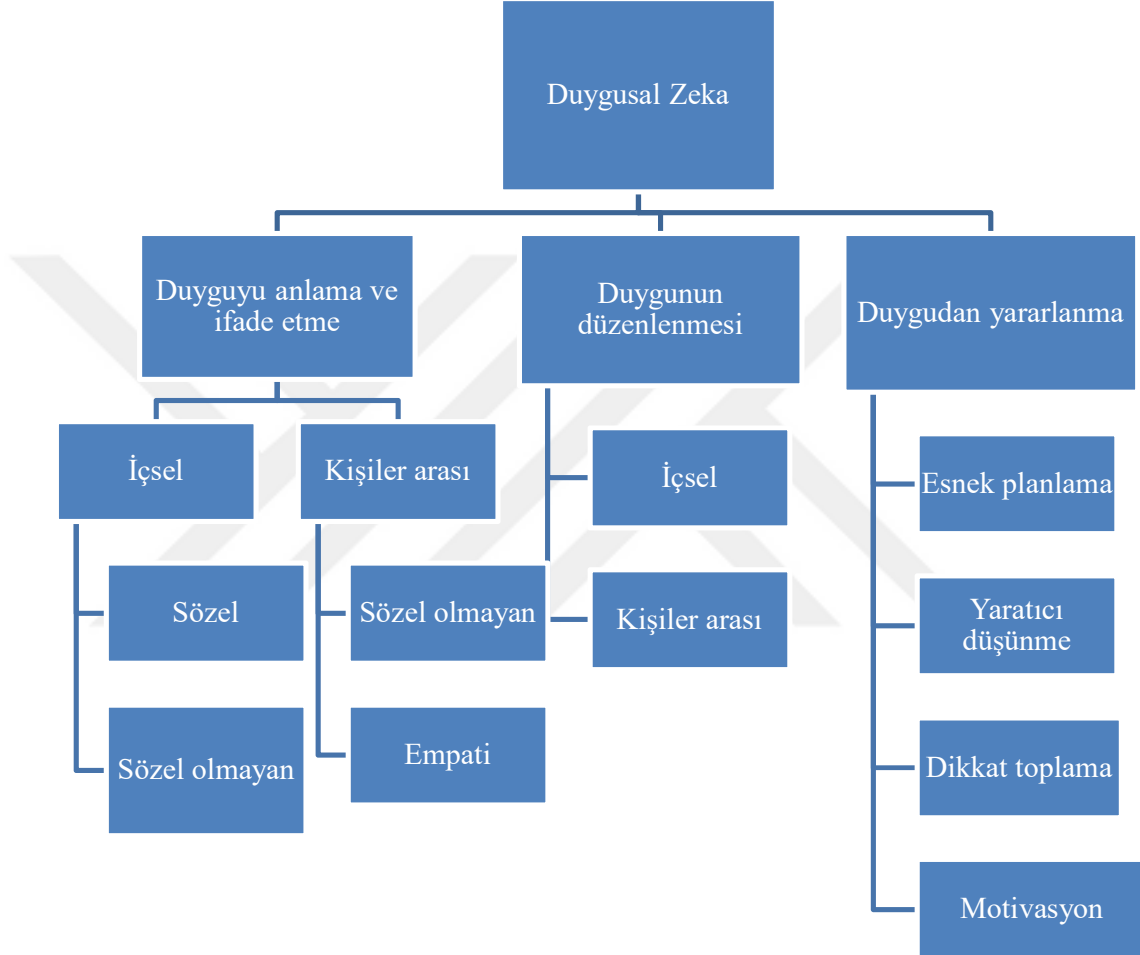 Duygusal Zeka
Duyguyu anlama ve
ifade etme
Duygunun
düzenlenmesi
Duygudan yararlanma
İçsel
Kişiler arası
İçsel
Esnek planlama
Sözel
Sözel olmayan
Kişiler arası
Yaratıcı
düşünme
Sözel olmayan
Empati
Dikkat toplama
Motivasyon